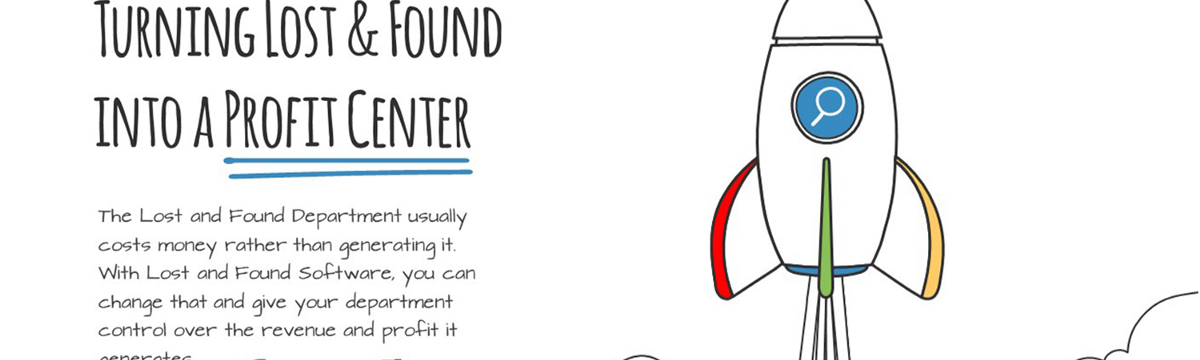 Turning Lost & Found
into a Profit Center
The Lost and Found Department usually
costs money rather than generating it.
With Lost and Found Software, you can
change that and give your department
control over the revenue and profit it
generates